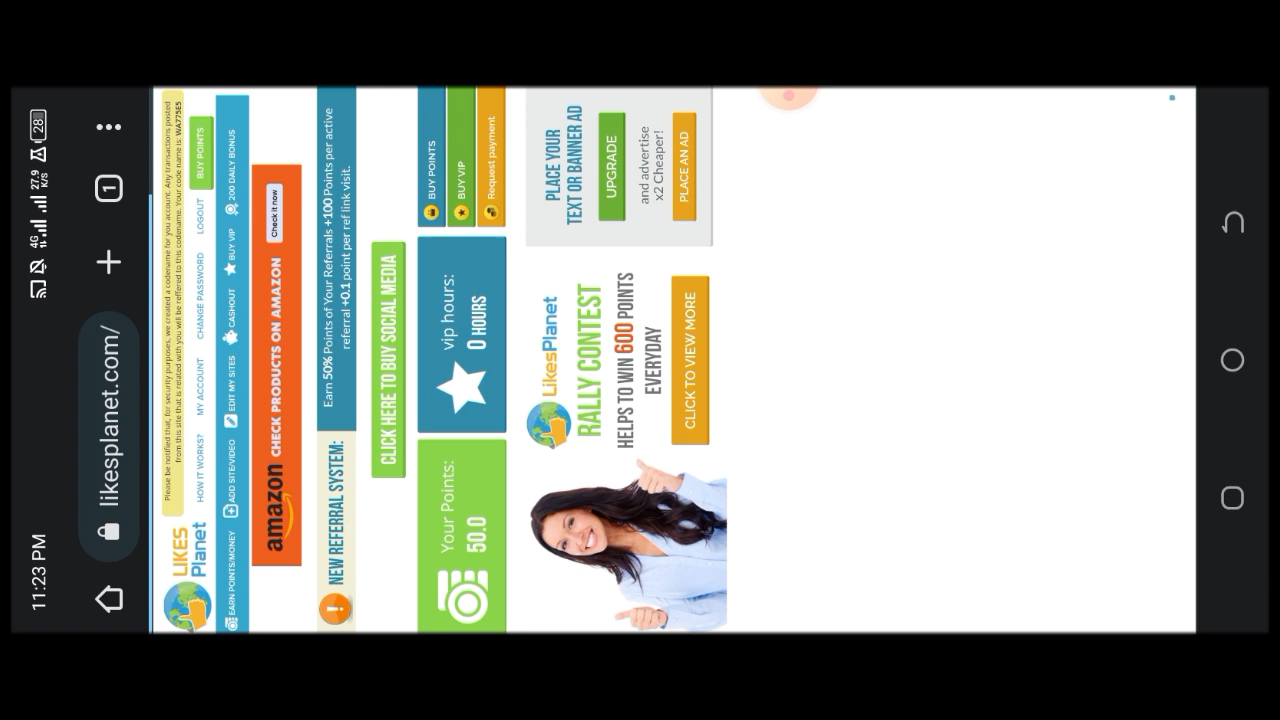 11:23 PM
4G
27.9
K/S
28
likesplanet.com/
1
Please be notified that, for security purposes, we created a codename for you account. Any transactions posted
from this site that is related with you will be reffered to this codename. Your code name is: WA775E5
LIKES
Planet
HOW IT WORKS? MY ACCOUNT CHANGE PASSWORD LOGOUT BUY POINTS
EARN POINTS/MONEY ADD SITE/VIDEO EDIT MY SITES CASHOUT BUY VIP 200 DAILY BONUS
amazon CHECK PRODUCTS ON AMAZON Check it now
NEW REFERRAL SYSTEM:
Earn 50% Points of Your Referrals +100 Points per active
referral +0,1 point per ref link visit.
CLICK HERE TO BUY SOCIAL MEDIA
Your Points:
50.0
vip hours:
0 HOURS
BUY POINTS
BUY VIP
Request payment
LikesPlanet
RALLY CONTEST
HELPS TO WIN 600 POINTS
EVERYDAY
CLICK TO VIEW MORE
PLACE YOUR
TEXT OR BANNER AD
UPGRADE
and advertise
x2 Cheaper!
PLACE AN AD